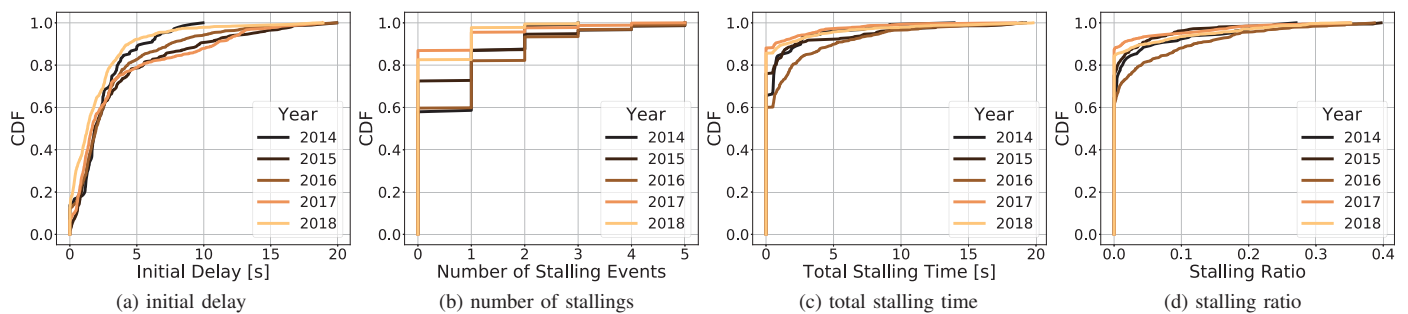 CDF
1.0
0.8
0.6
0.4
0.2
0.0
Year
2014
2015
2016
2017
2018
0 5 10 15 20
Initial Delay [s]
(a) initial delay
CDF
1.0
0.8
0.6
0.4
0.2
0.0
Year
2014
2015
2016
2017
2018
0 1 2 3 4 5
Number of Stalling Events
(b) number of stallings
CDF
1.0
0.8
0.6
0.4
0.2
0.0
Year
2014
2015
2016
2017
2018
0 5 10 15 20
Total Stalling Time [s]
(c) total stalling time
CDF
1.0
0.8
0.6
0.4
0.2
0.0
Year
2014
2015
2016
2017
2018
0.0 0.1 0.2 0.3 0.4
Stalling Ratio
(d) stalling ratio